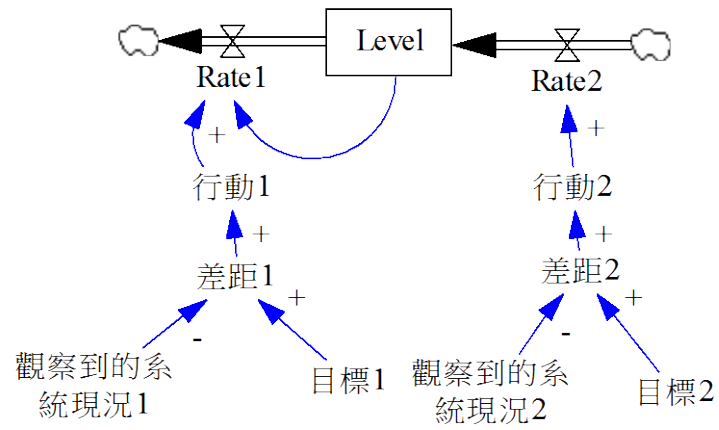 Level
Rate1
Rate2
+
+
行動1
行動2
+
+
差距1
差距2
-
+
-
+
觀察到的系
統現況1
目標1
觀察到的系
統現況2
目標2